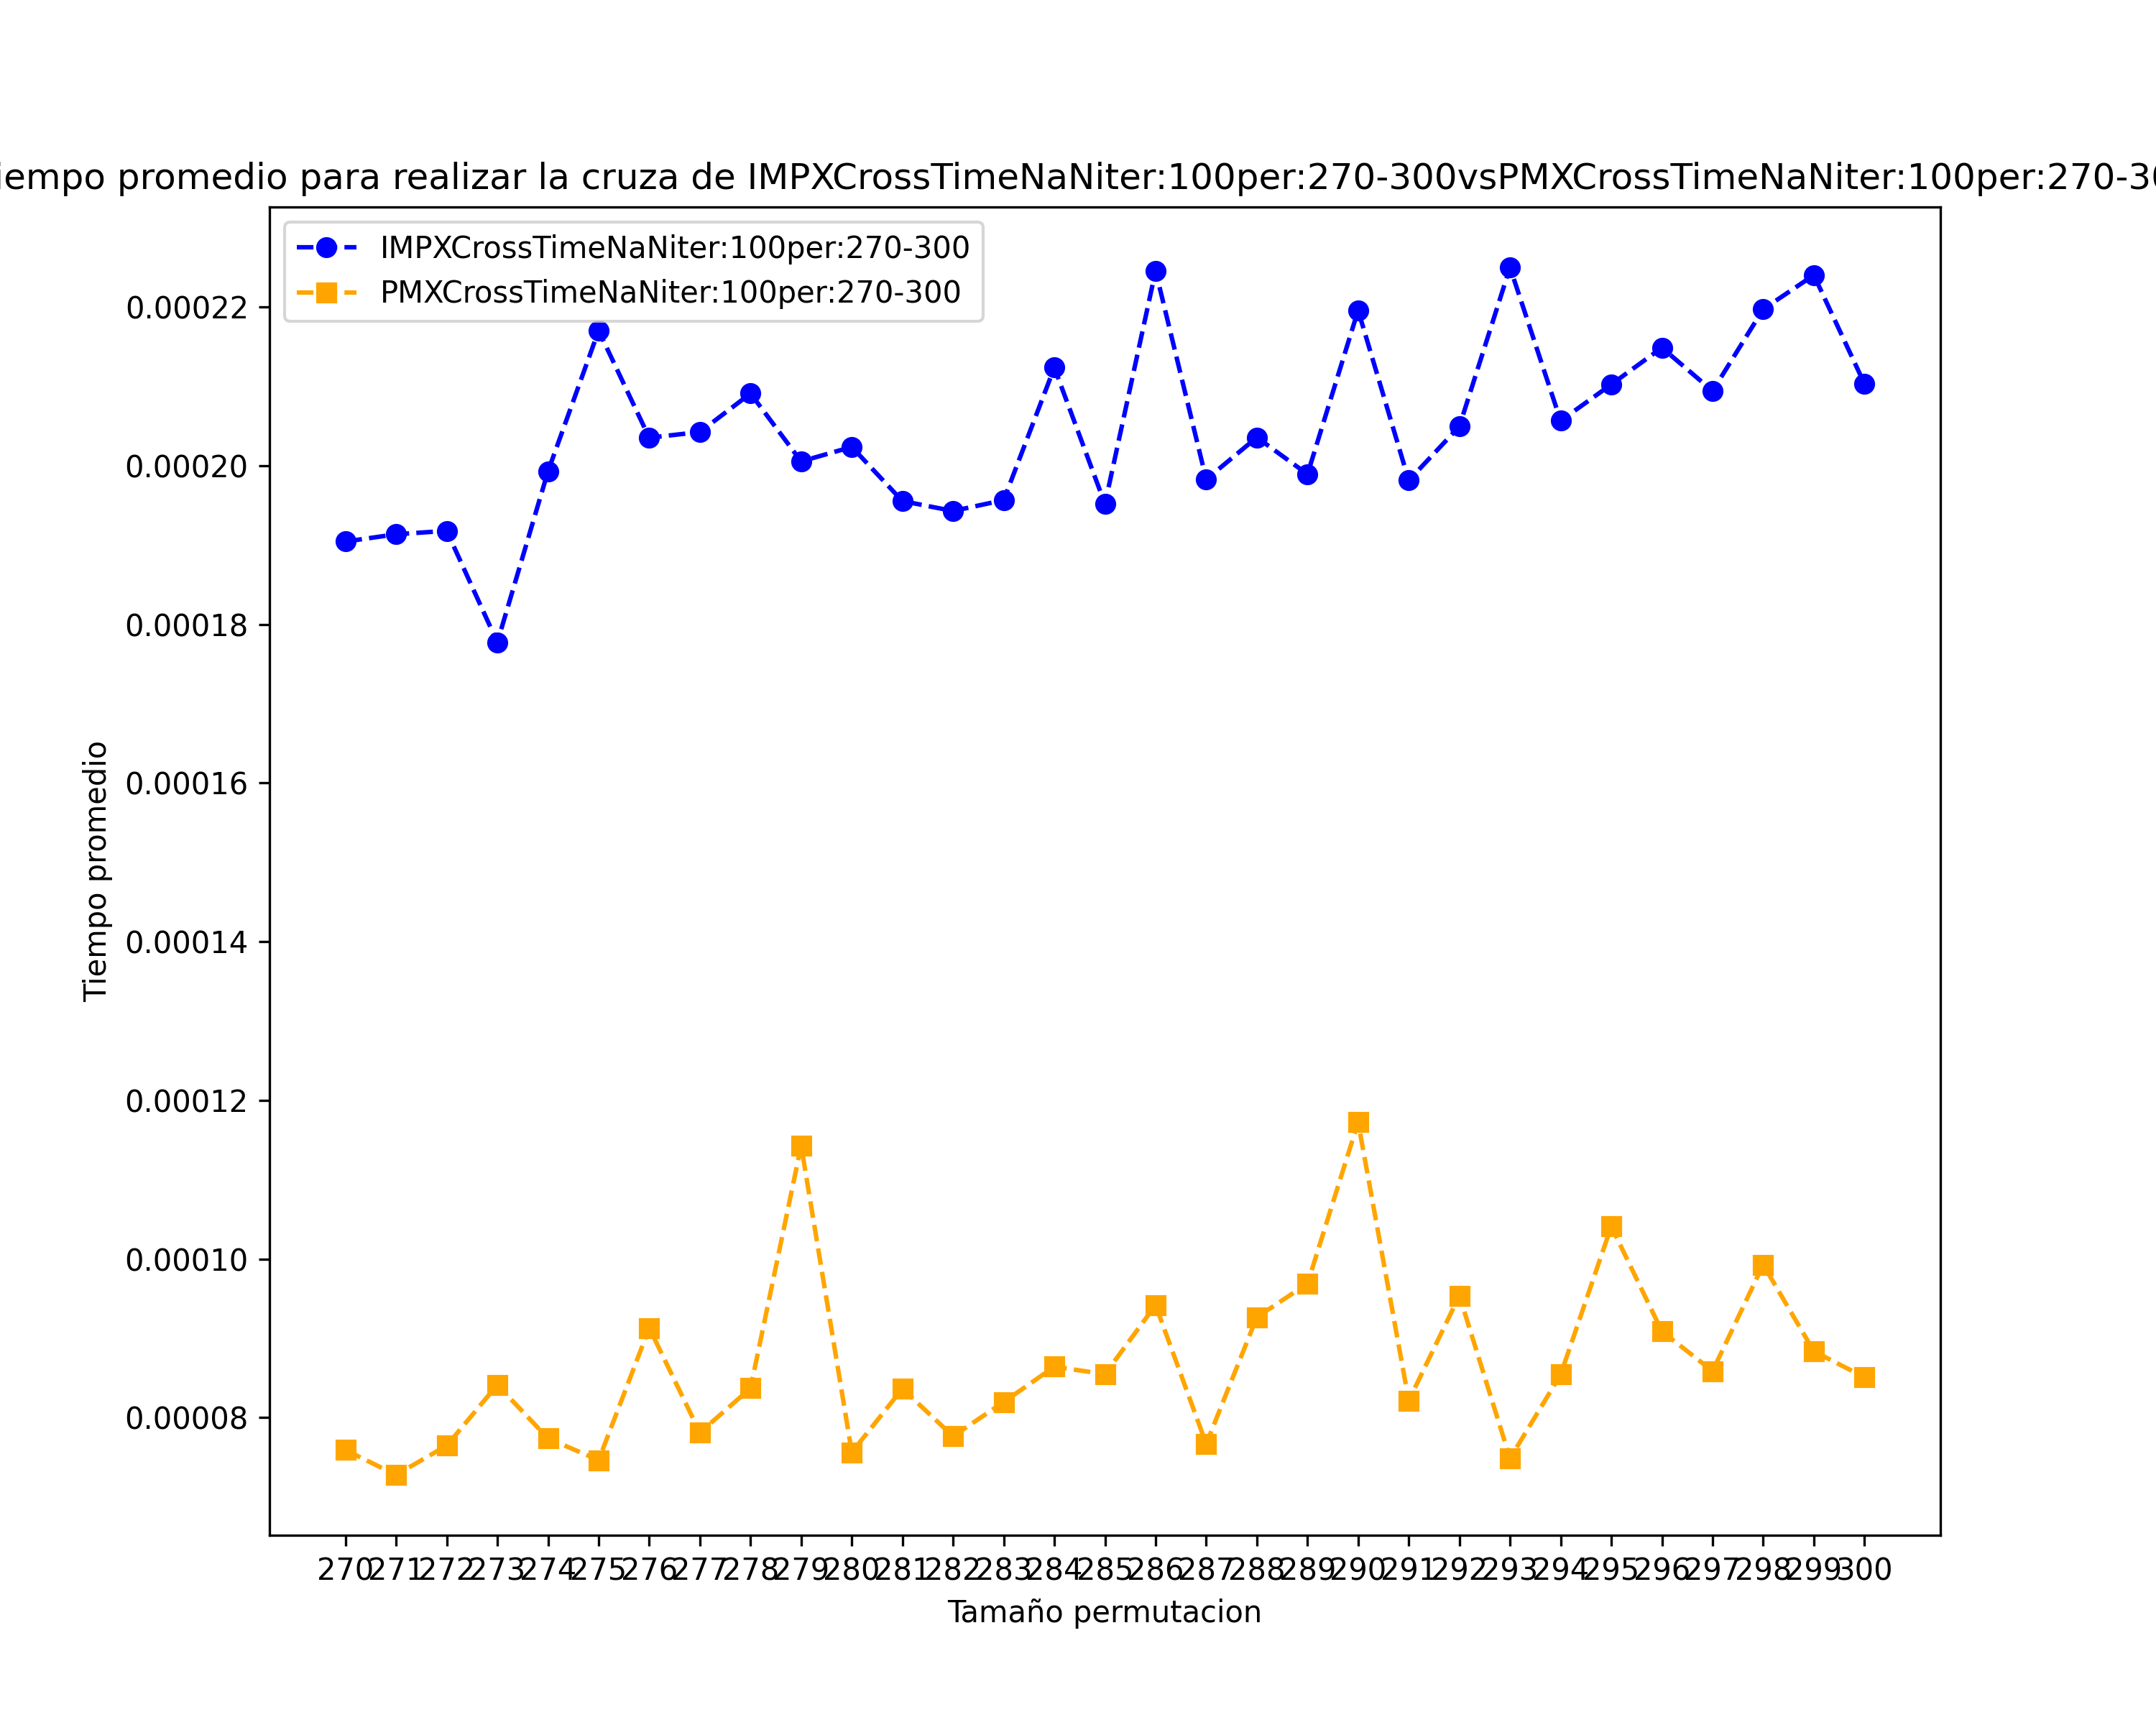 iempo promedio para realizar la cruza de IMPXCrossTimeNaNiter:100per:270-300vsPMXCrossTimeNaNiter:100per:270-30
IMPXCrossTimeNaNiter:100per:270-300
PMXCrossTimeNaNiter:100per:270-300
0.00022
0.00020
0.00018
0.00016
0.00014
0.00012
0.00010
0.00008
Tiempo promedio
270 271 272 273 274 275 276 277 278 279 280 281 282 283 284 285 286 287 288 289 290 291 292 293 294 295 296 297 298 299 300
Tamaño permutacion